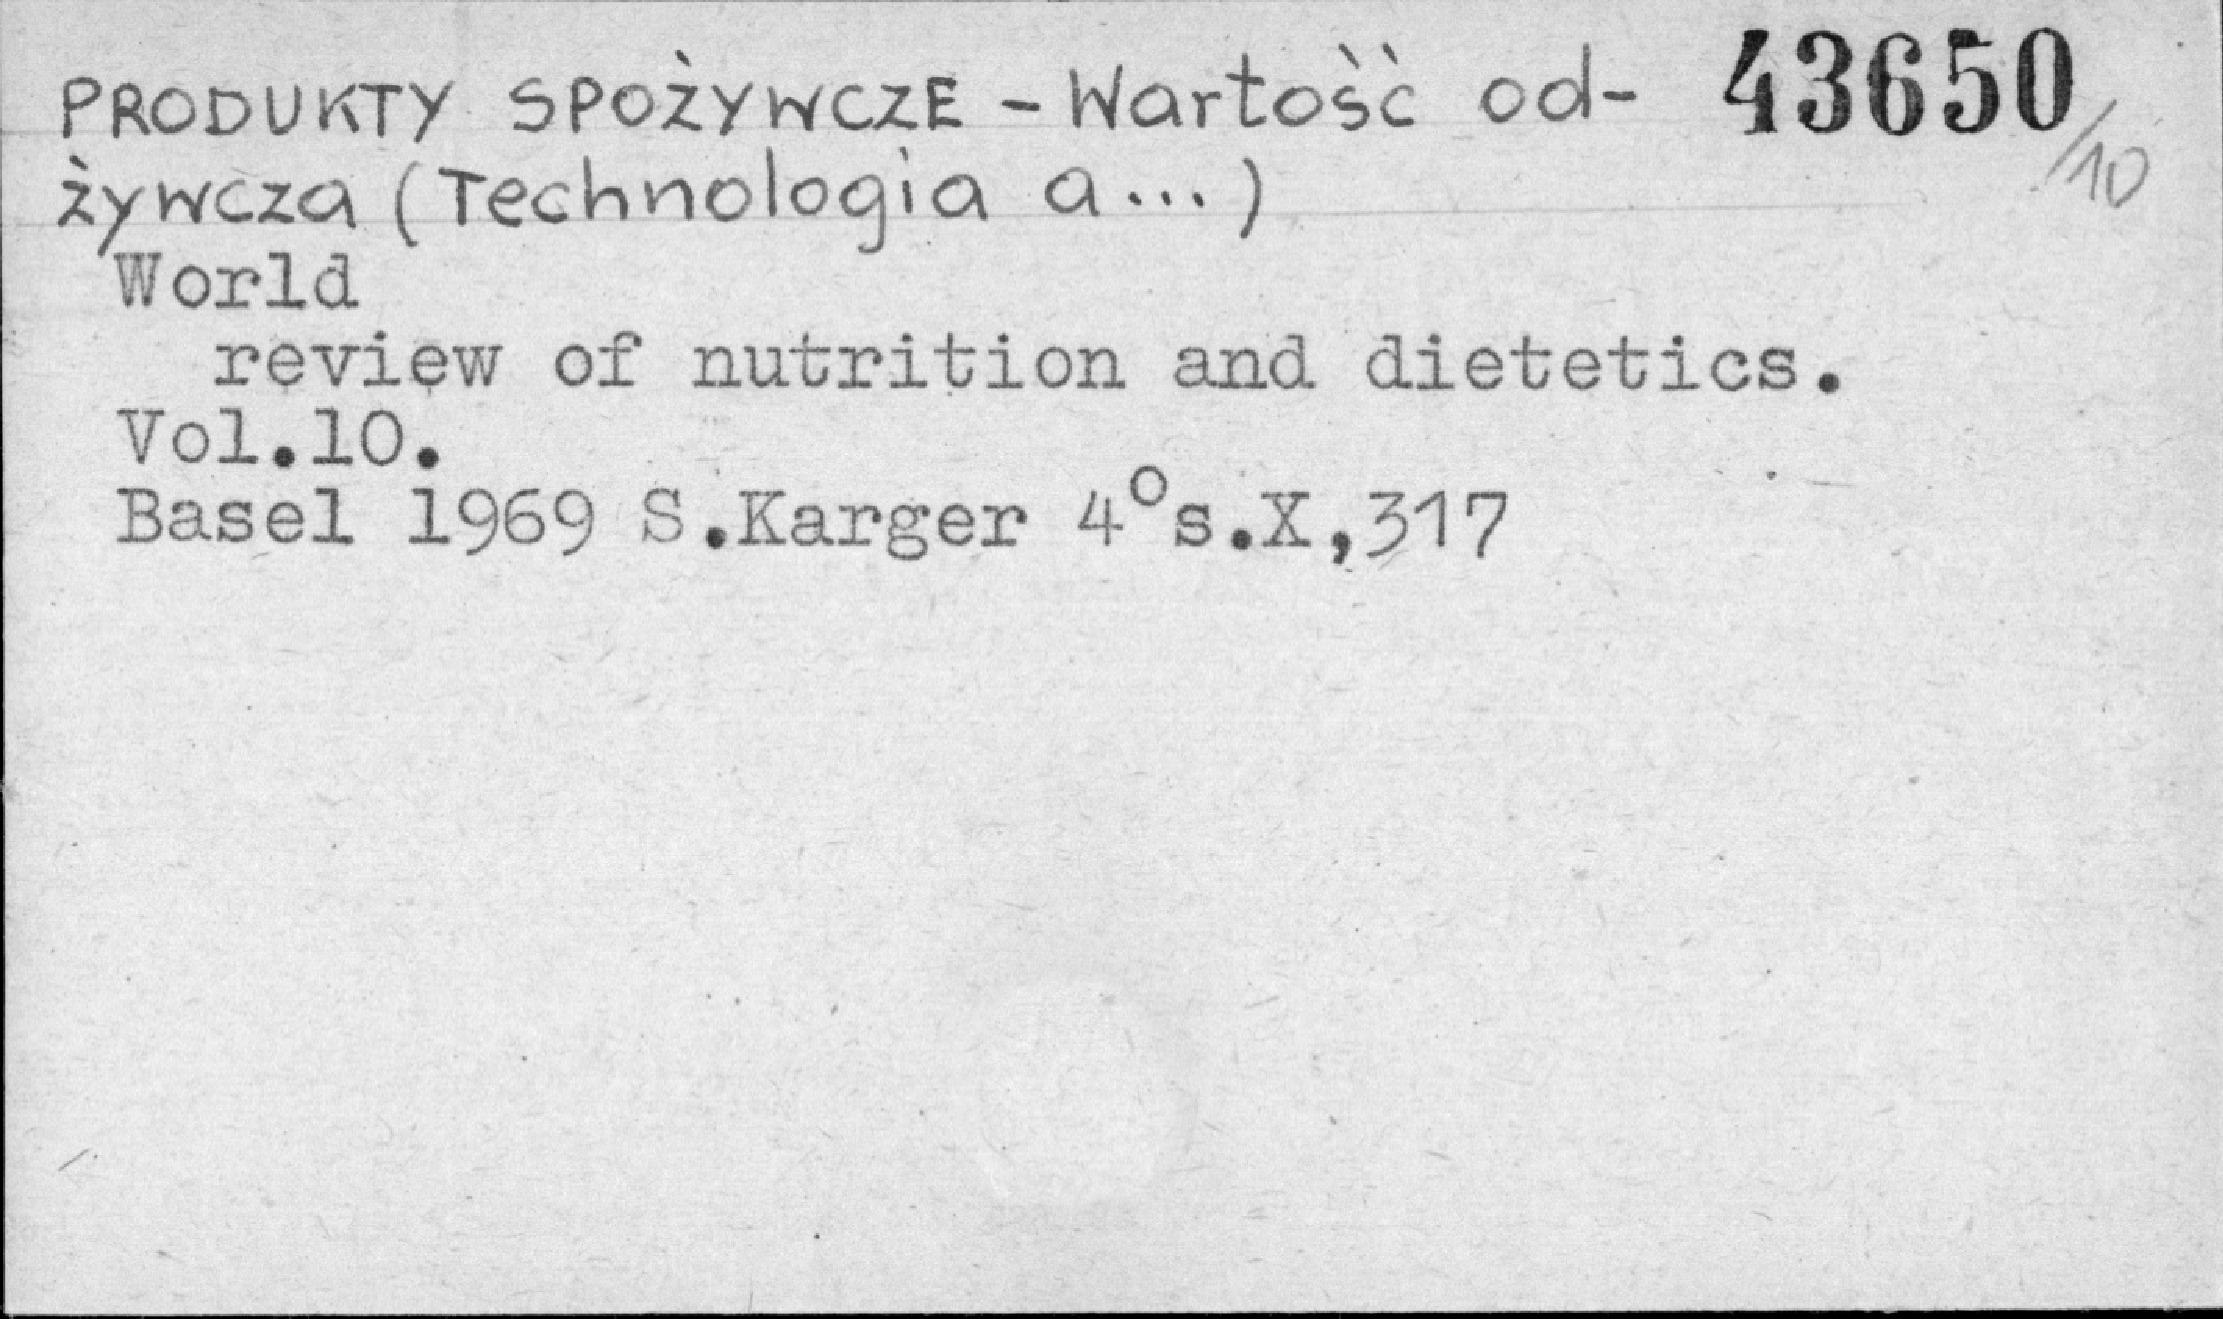 PRODUKTY SPOŻYWCZE - Wartość od- 43650/10
żywcza (Technologia a...)
World
review of nutrition and dietetics.
Vol.10.
Basel 1969 S.Karger 4°s.X,317